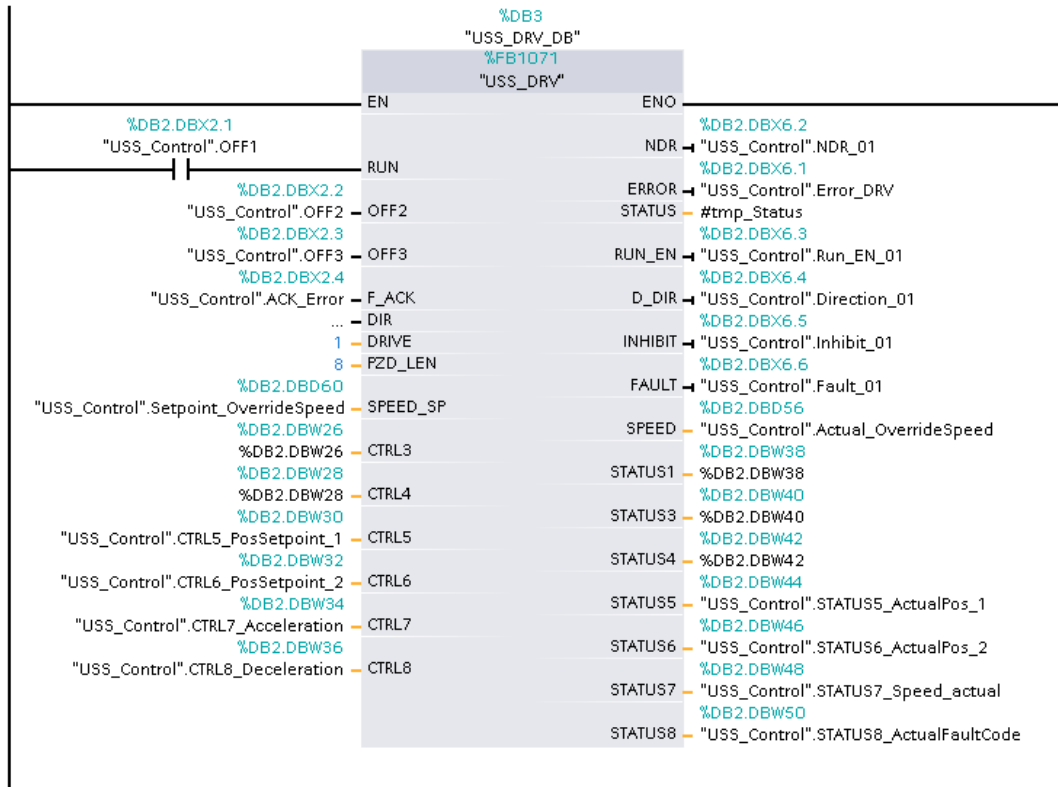 %DB3
"USS_DRV_DB"
%FB1071
"USS_DRV"
EN ENO
%DB2.DBX2.1
"USS_Control".OFF1
RUN
%DB2.DBX2.2
"USS_Control".OFF2 OFF2
%DB2.DBX2.3
"USS_Control".OFF3 OFF3
%DB2.DBX2.4
"USS_Control".ACK_Error F_ACK
... DIR
1 DRIVE
8 PZD_LEN
%DB2.DBD60
"USS_Control".Setpoint_OverrideSpeed SPEED_SP
%DB2.DBW26
%DB2.DBW26 CTRL3
%DB2.DBW28
%DB2.DBW28 CTRL4
%DB2.DBW30
"USS_Control".CTRL5_PosSetpoint_1 CTRL5
%DB2.DBW32
"USS_Control".CTRL6_PosSetpoint_2 CTRL6
%DB2.DBW34
"USS_Control".CTRL7_Acceleration CTRL7
%DB2.DBW36
"USS_Control".CTRL8_Deceleration CTRL8
%DB2.DBX6.2
NDR "USS_Control".NDR_01
%DB2.DBX6.1
ERROR "USS_Control".Error_DRV
STATUS #tmp_Status
%DB2.DBX6.3
RUN_EN "USS_Control".Run_EN_01
%DB2.DBX6.4
D_DIR "USS_Control".Direction_01
%DB2.DBX6.5
INHIBIT "USS_Control".Inhibit_01
%DB2.DBX6.6
FAULT "USS_Control".Fault_01
%DB2.DBD56
SPEED "USS_Control".Actual_OverrideSpeed
%DB2.DBW38
STATUS1 %DB2.DBW38
%DB2.DBW40
STATUS3 %DB2.DBW40
%DB2.DBW42
STATUS4 %DB2.DBW42
%DB2.DBW44
STATUS5 "USS_Control".STATUS5_ActualPos_1
%DB2.DBW46
STATUS6 "USS_Control".STATUS6_ActualPos_2
%DB2.DBW48
STATUS7 "USS_Control".STATUS7_Speed_actual
%DB2.DBW50
STATUS8 "USS_Control".STATUS8_ActualFaultCode